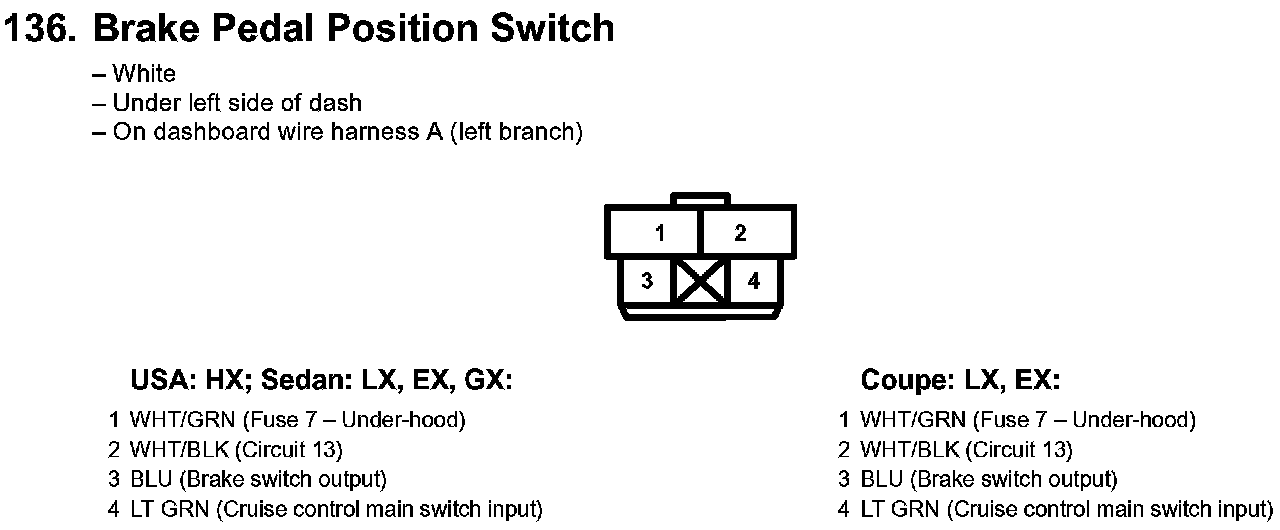 136. Brake Pedal Position Switch
– White
– Under left side of dash
– On dashboard wire harness A (left branch)
1 2
3 4
USA: HX; Sedan: LX, EX, GX:
1 WHT/GRN (Fuse 7 – Under-hood)
2 WHT/BLK (Circuit 13)
3 BLU (Brake switch output)
4 LT GRN (Cruise control main switch input)
Coupe: LX, EX:
1 WHT/GRN (Fuse 7 – Under-hood)
2 WHT/BLK (Circuit 13)
3 BLU (Brake switch output)
4 LT GRN (Cruise control main switch input)